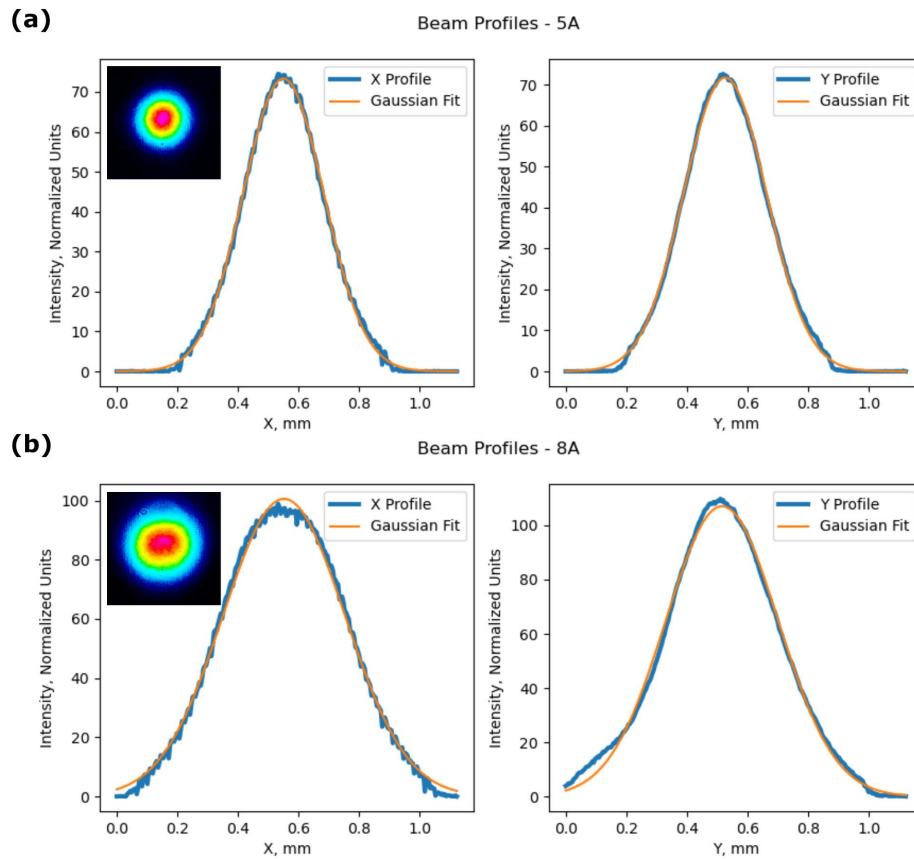 (a)
Beam Profiles - 5A
X Profile
Gaussian Fit
Intensity, Normalized Units
70
60
50
40
30
20
10
0
0.0 0.2 0.4 0.6 0.8 1.0
X, mm
Y Profile
Gaussian Fit
Intensity, Normalized Units
70
60
50
40
30
20
10
0
0.0 0.2 0.4 0.6 0.8 1.0
Y, mm
(b)
Beam Profiles - 8A
X Profile
Gaussian Fit
Intensity, Normalized Units
100
80
60
40
20
0
0.0 0.2 0.4 0.6 0.8 1.0
X, mm
Y Profile
Gaussian Fit
Intensity, Normalized Units
100
80
60
40
20
0
0.0 0.2 0.4 0.6 0.8 1.0
Y, mm